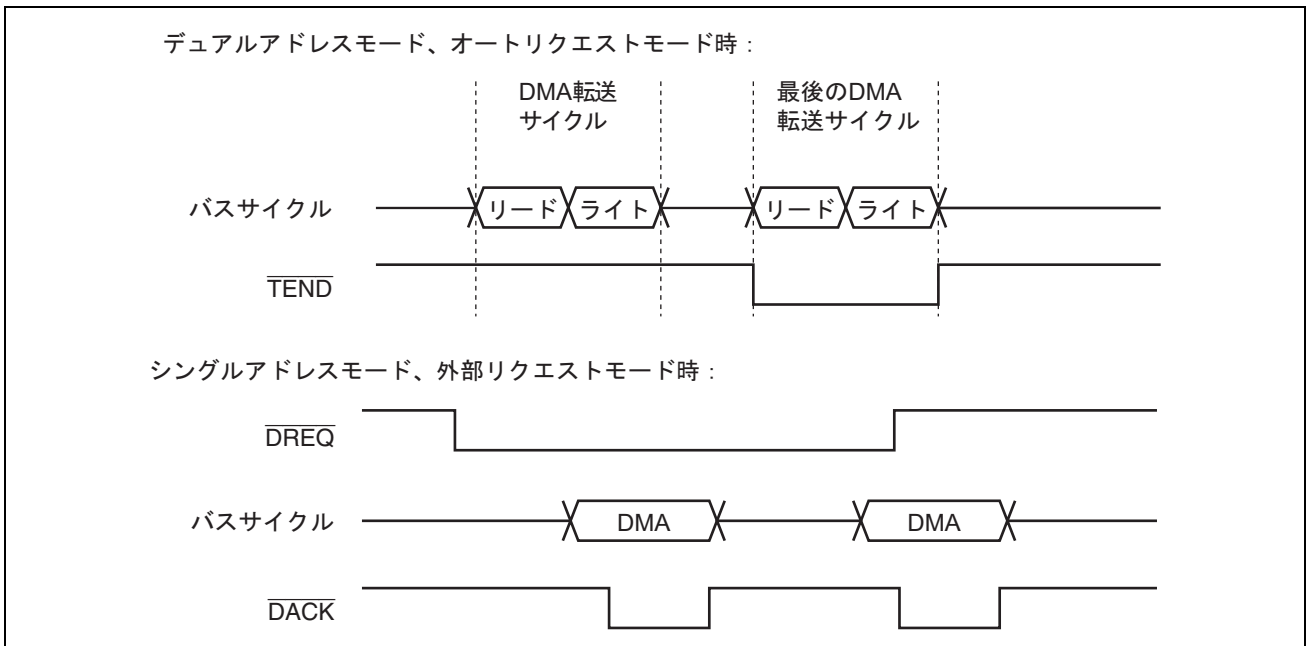 デュアルアドレスモード、オートリクエストモード時：
DMA転送
サイクル
最後のDMA
転送サイクル
バスサイクル
リード
ライト
リード
ライト
TEND
シングルアドレスモード、外部リクエストモード時：
DREQ
バスサイクル
DMA
DMA
DACK